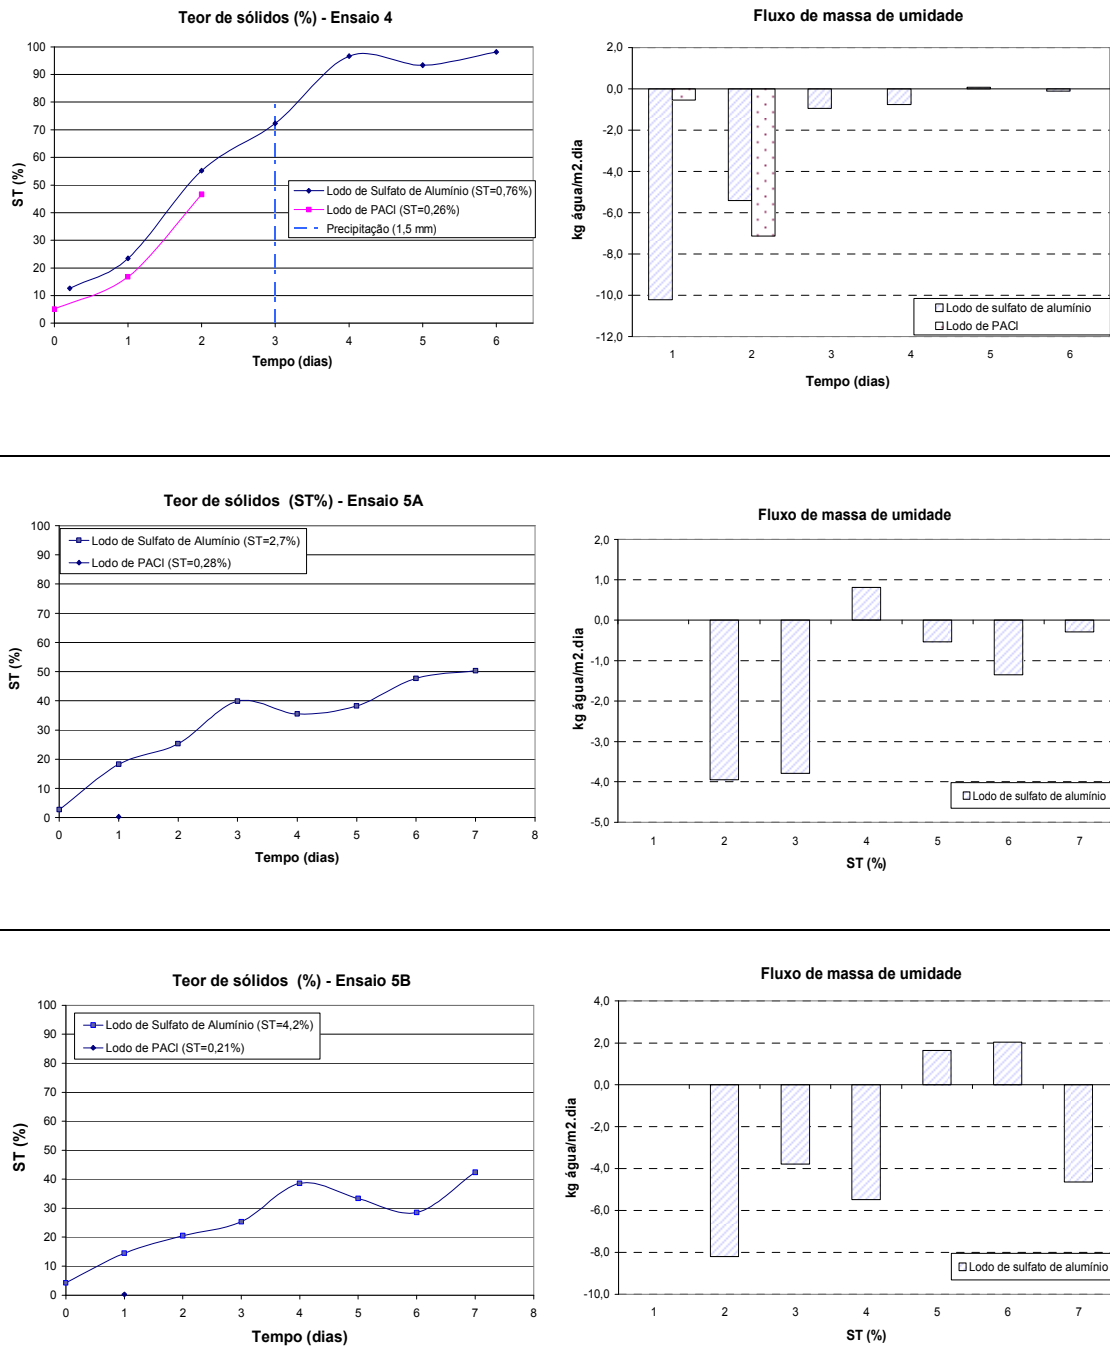 Teor de sólidos (%) - Ensaio 4
100
90
80
70
60
50
40
30
20
10
0
ST (%)
0 1 2 3 4 5 6
Tempo (dias)
Lodo de Sulfato de Alumínio (ST=0,76%)
Lodo de PACl (ST=0,26%)
Precipitação (1,5 mm)
Fluxo de massa de umidade
2,0
0,0
-2,0
-4,0
-6,0
-8,0
-10,0
-12,0
kg água/m2.dia
1 2 3 4 5 6
Tempo (dias)
Lodo de sulfato de alumínio
Lodo de PACl
Teor de sólidos (ST%) - Ensaio 5A
100
90
80
70
60
50
40
30
20
10
0
ST (%)
0 1 2 3 4 5 6 7 8
Tempo (dias)
Lodo de Sulfato de Alumínio (ST=2,7%)
Lodo de PACl (ST=0,28%)
Fluxo de massa de umidade
2,0
1,0
0,0
-1,0
-2,0
-3,0
-4,0
-5,0
kg água/m2.dia
1 2 3 4 5 6 7
ST (%)
Lodo de sulfato de alumínio
Teor de sólidos (%) - Ensaio 5B
100
90
80
70
60
50
40
30
20
10
0
ST (%)
0 1 2 3 4 5 6 7 8
Tempo (dias)
Lodo de Sulfato de Alumínio (ST=4,2%)
Lodo de PACl (ST=0,21%)
Fluxo de massa de umidade
4,0
2,0
0,0
-2,0
-4,0
-6,0
-8,0
-10,0
kg água/m2.dia
1 2 3 4 5 6 7
ST (%)
Lodo de sulfato de alumínio